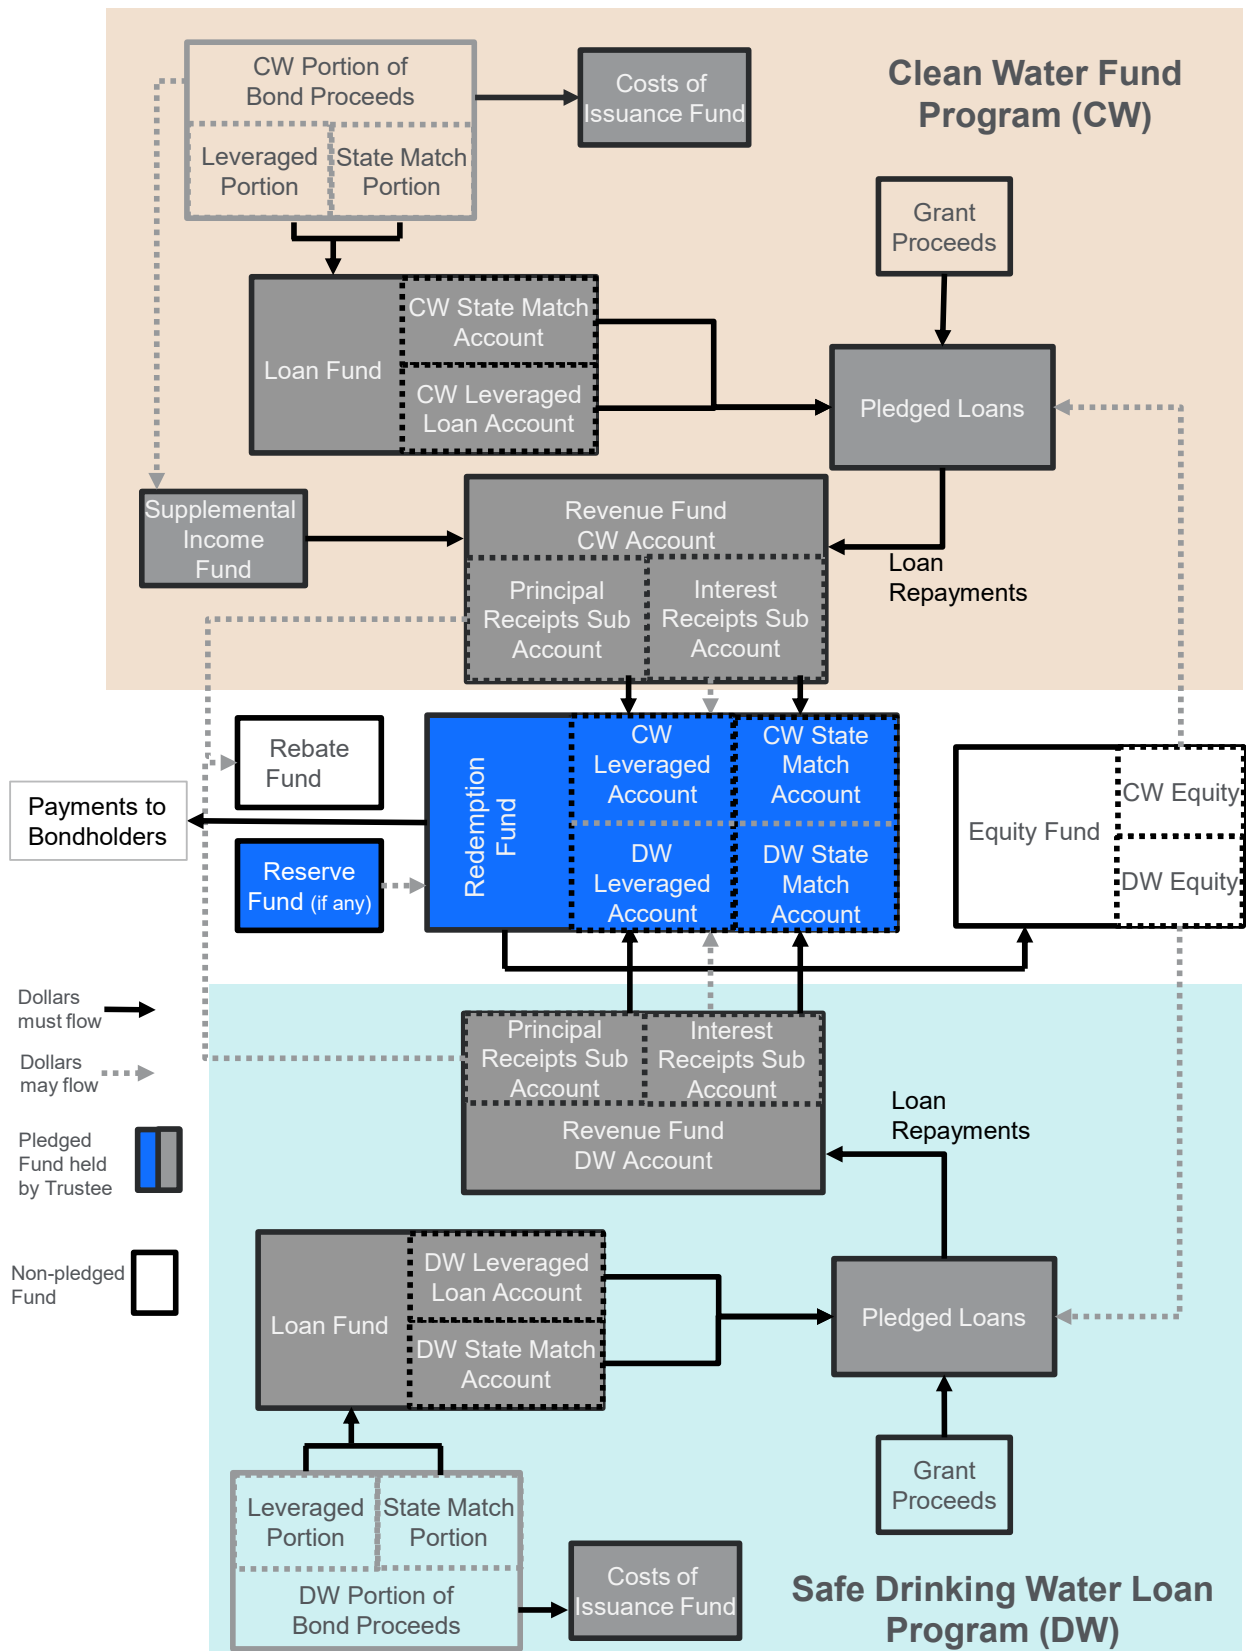 CW Portion of
Bond Proceeds
Leveraged
Portion
State Match
Portion
Costs of
Issuance Fund
Clean Water Fund
Program (CW)
Grant
Proceeds
Loan Fund
CW State Match
Account
CW Leveraged
Loan Account
Pledged Loans
Supplemental
Income
Fund
Revenue Fund
CW Account
Principal
Receipts Sub
Account
Interest
Receipts Sub
Account
Loan
Repayments
Rebate
Fund
Payments to
Bondholders
Reserve
Fund (if any)
Redemption
Fund
CW
Leveraged
Account
CW State
Match
Account
DW
Leveraged
Account
DW State
Match
Account
Equity Fund
CW Equity
DW Equity
Dollars
must flow
Dollars
may flow
Pledged
Fund held
by Trustee
Non-pledged
Fund
Principal
Receipts Sub
Account
Interest
Receipts Sub
Account
Revenue Fund
DW Account
Loan
Repayments
Loan Fund
DW Leveraged
Loan Account
DW State Match
Account
Pledged Loans
Leveraged
Portion
State Match
Portion
DW Portion of
Bond Proceeds
Costs of
Issuance Fund
Grant
Proceeds
Safe Drinking Water Loan
Program (DW)